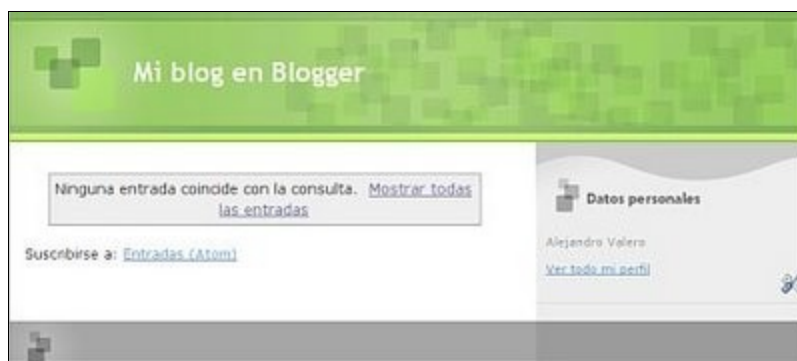 Mi blog en Blogger
Ninguna entrada coincide con la consulta. Mostrar todas
las entradas
Suscribirse a: Entradas (Atom)
Datos personales
Alejandro Valero
Ver todo mi perfil